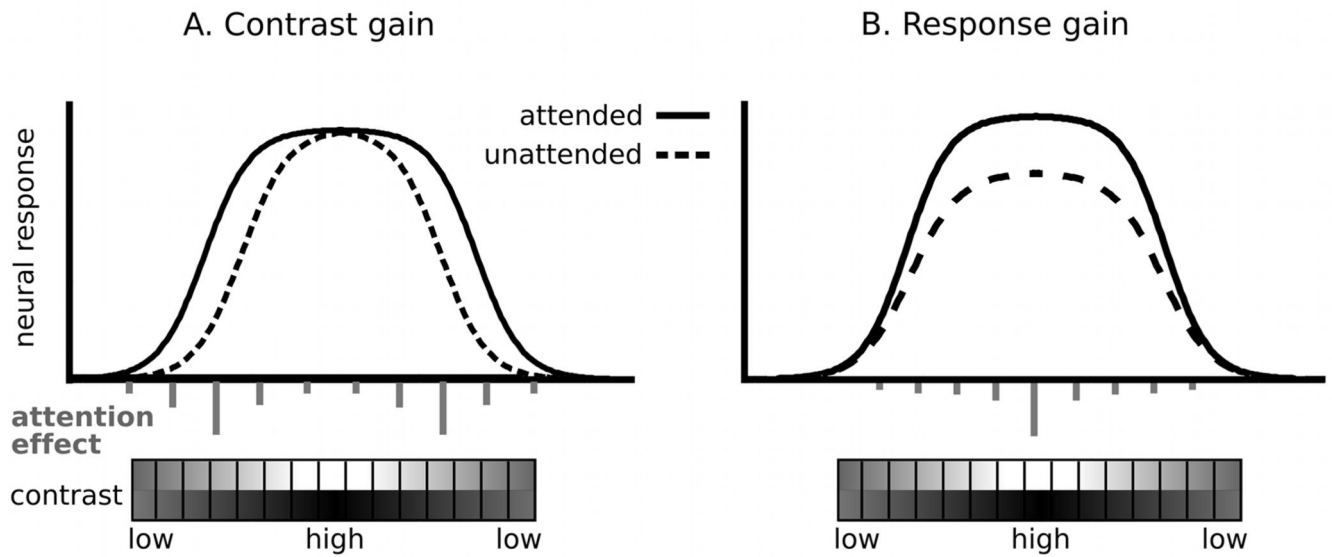 A. Contrast gain
B. Response gain
attended
unattended
neural response
attention
effect
contrast
low
high
low
low
high
low